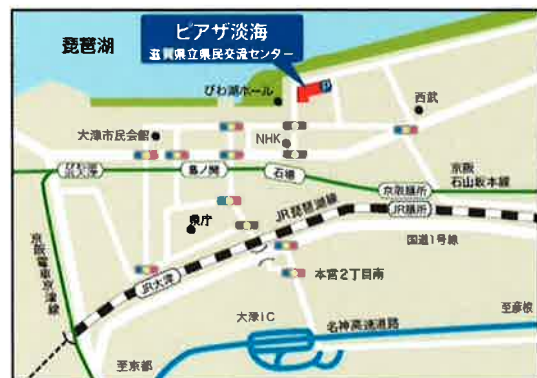 ピアザ淡海
滋賀県立県民交流センター
琵琶湖
びわ湖ホール
西武
大津市民会館
NHK
びわ湖
JR大津
島ノ関
石場
京阪
石山坂本線
京阪膳所
JR膳所
JR琵琶湖線
県庁
国道1号線
京阪電車京津線
JR大津
本宮2丁目南
大津IC
名神高速道路
至彦根
至京都